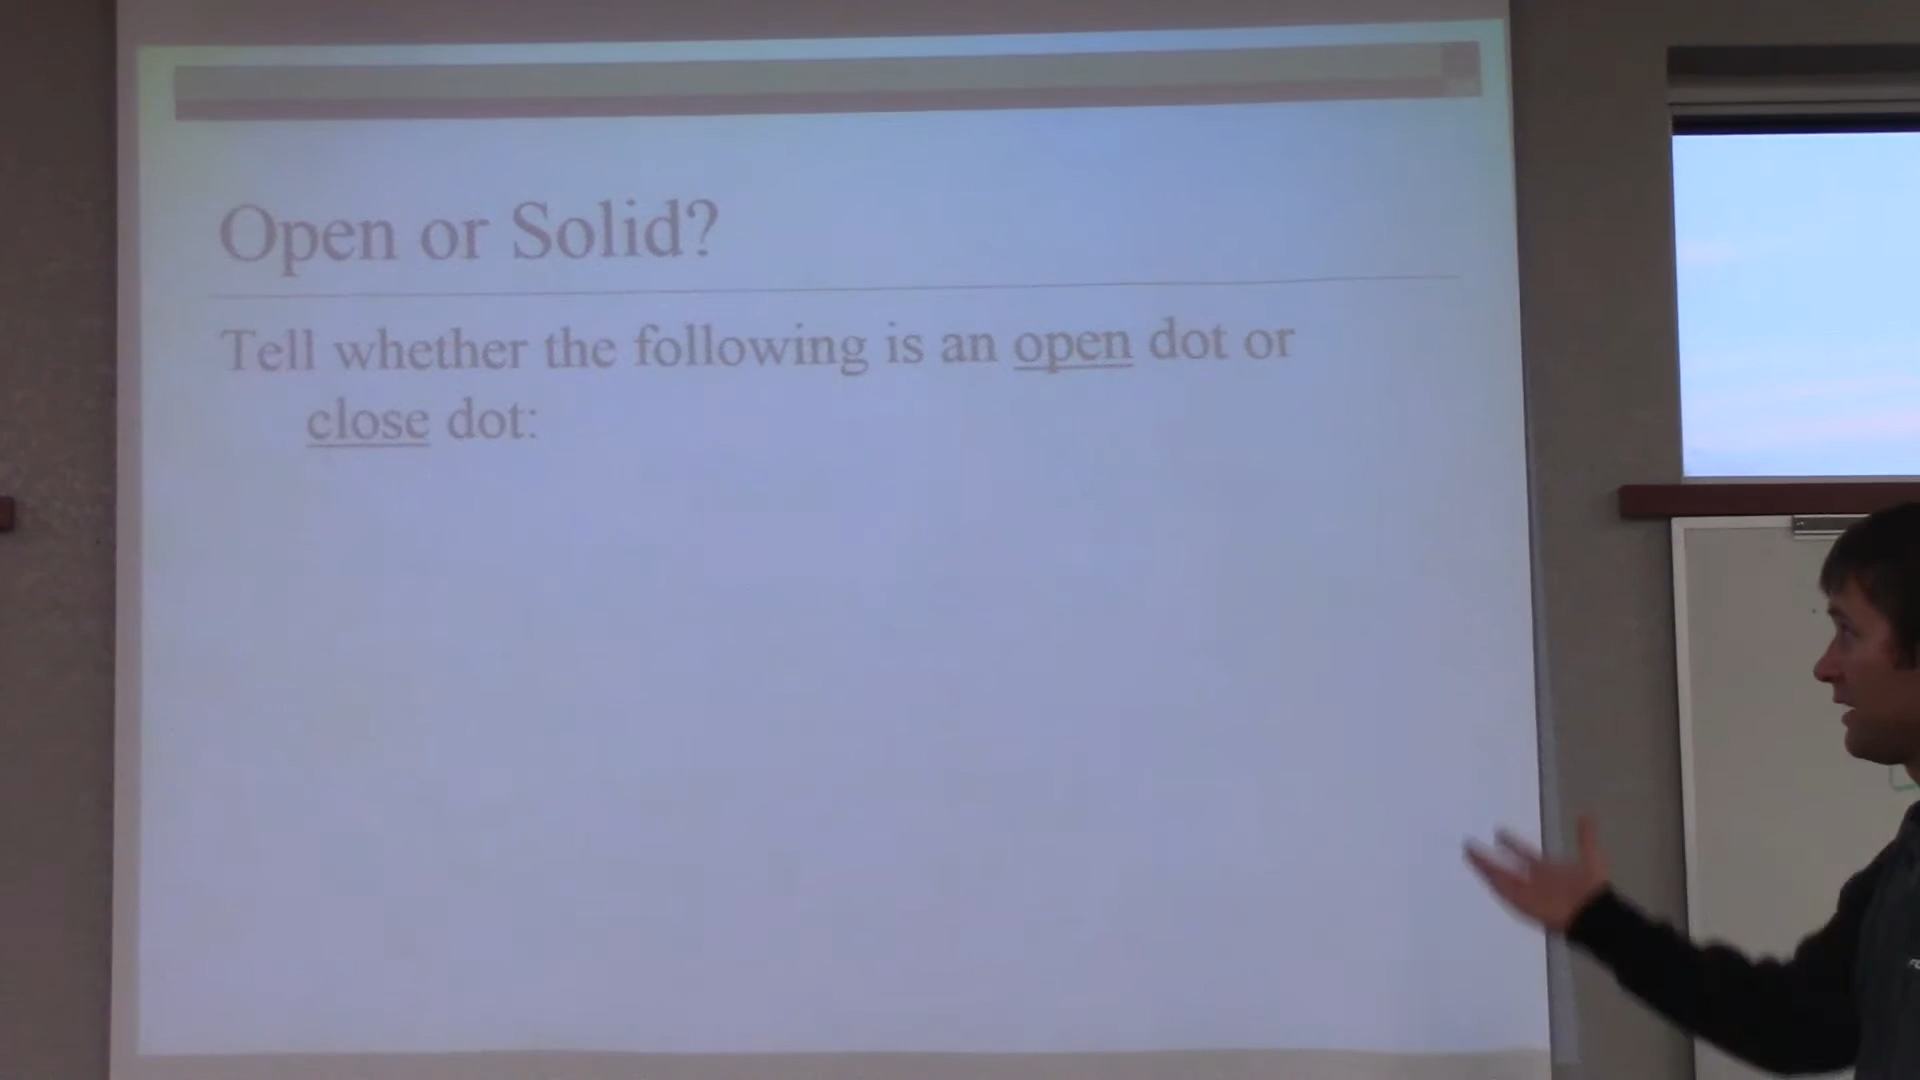 Open or Solid?
Tell whether the following is an open dot or
close dot: